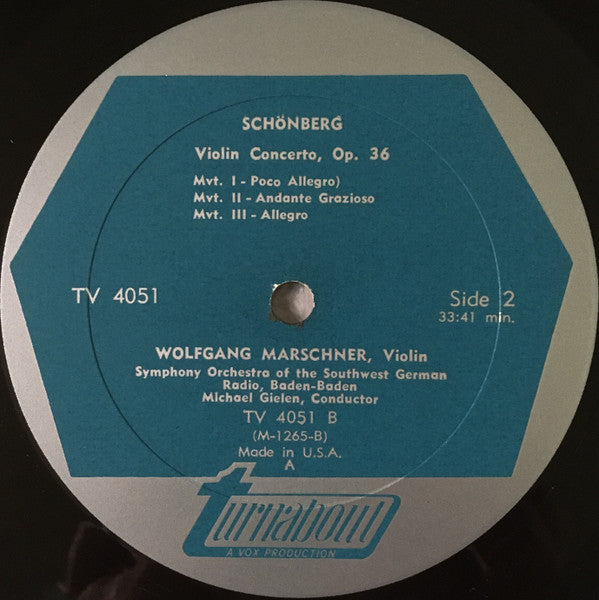 SCHÖNBERG
Violin Concerto, Op. 36
Mvt. I - Poco Allegro)
Mvt. II - Andante Grazioso
Mvt. III - Allegro
TV 4051
Side 2
33:41 min.
WOLFGANG MARSCHNER, Violin
Symphony Orchestra of the Southwest German
Radio, Baden-Baden
Michael Gielen, Conductor
TV 4051 B
(M-1265-B)
Made in U.S.A.
A
turnabout
A VOX PRODUCTION